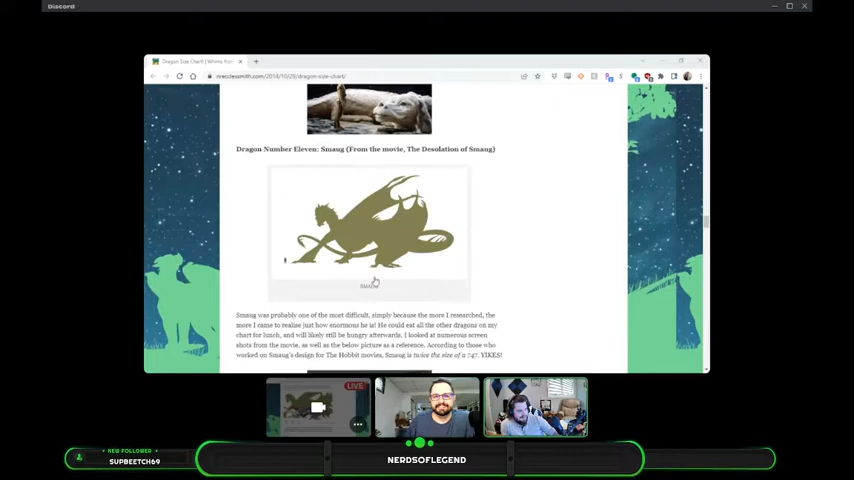 Discord
Dragon Size Chart | Whims from
nrecclessmith.com/2014/10/29/dragon-size-chart/
Dragon Number Eleven: Smaug (From the movie, The Desolation of Smaug)
Smaug was probably one of the most difficult, simply because the more I researched, the
more I came to realise just how enormous he is! He could eat all the other dragons on my
chart for lunch, and will likely still be hungry afterwards. I looked at numerous screen
shots from the movie, as well as the below picture as a reference. According to those who
worked on Smaug's design for The Hobbit movies, Smaug is twice the size of a 747. YIKES!
LIVE
NEW FOLLOWER
SUPBEETCH69
NERDSOFLEGEND